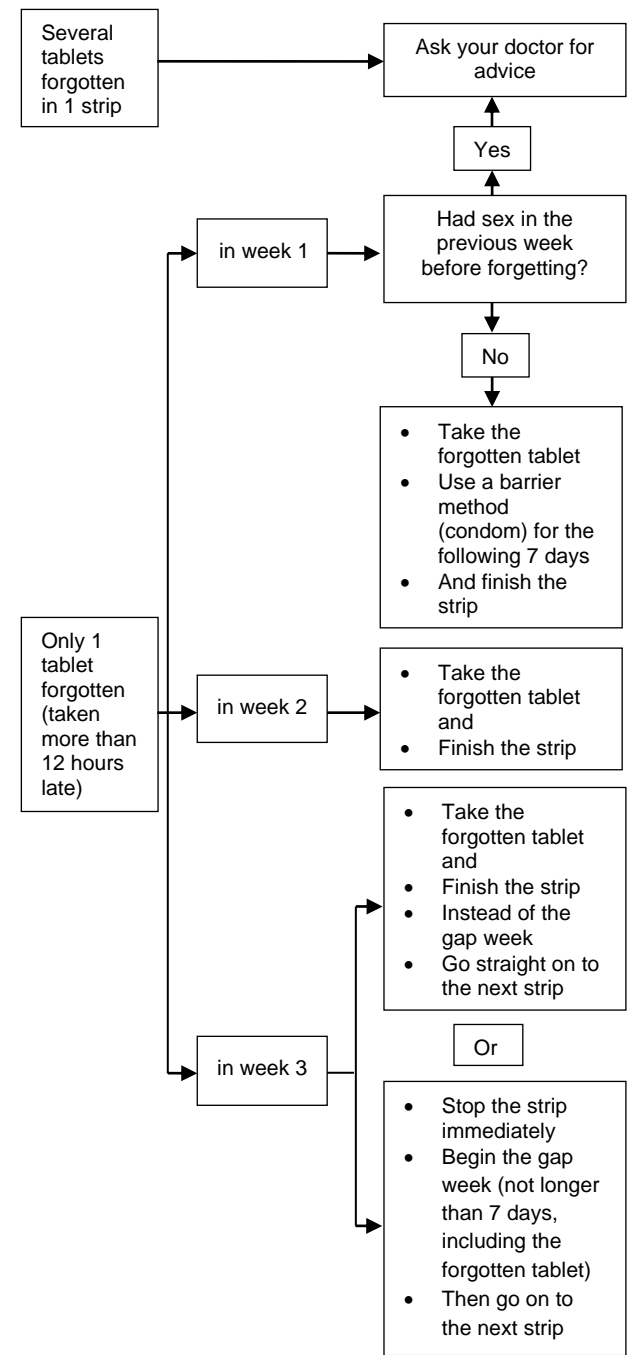 Several
tablets
forgotten
in 1 strip
Ask your doctor for
advice
Yes
in week 1
Had sex in the
previous week
before forgetting?
No
• Take the
forgotten tablet
• Use a barrier
method
(condom) for the
following 7 days
• And finish the
strip
Only 1
tablet
forgotten
(taken
more than
12 hours
late)
in week 2
• Take the
forgotten tablet
and
• Finish the strip
• Take the
forgotten tablet
and
• Finish the strip
• Instead of the
gap week
• Go straight on to
the next strip
in week 3
Or
• Stop the strip
immediately
• Begin the gap
week (not longer
than 7 days,
including the
forgotten tablet)
• Then go on to
the next strip